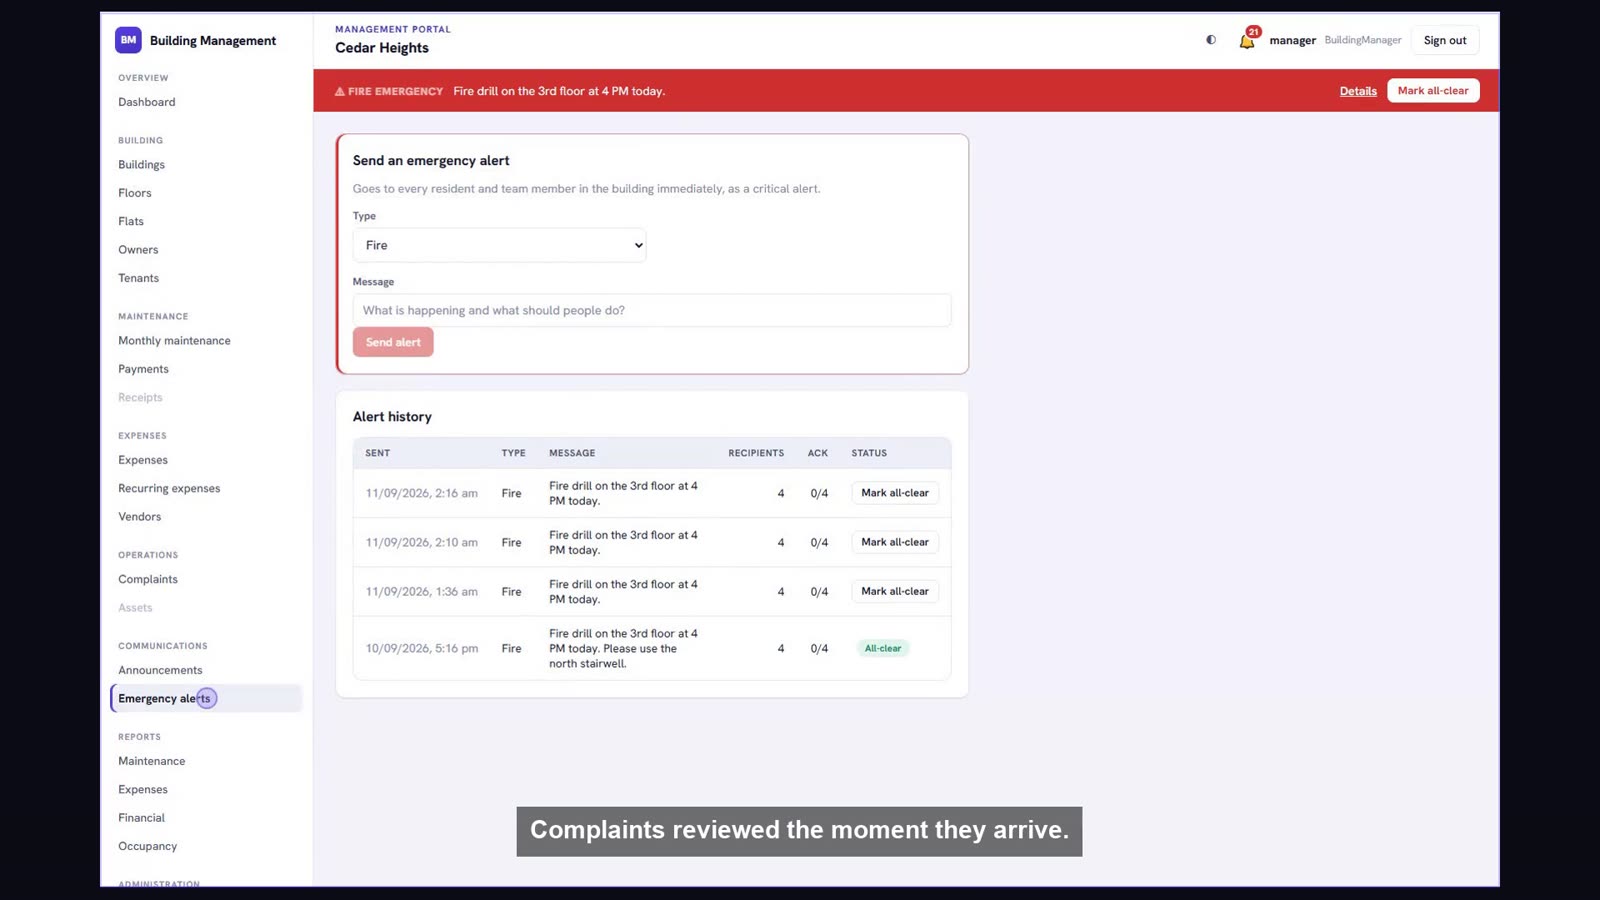 BM Building Management
OVERVIEW
Dashboard
BUILDING
Buildings
Floors
Flats
Owners
Tenants
MAINTENANCE
Monthly maintenance
Payments
Receipts
EXPENSES
Expenses
Recurring expenses
Vendors
OPERATIONS
Complaints
Assets
COMMUNICATIONS
Announcements
Emergency alerts
REPORTS
Maintenance
Expenses
Financial
Occupancy
ADMINISTRATION
MANAGEMENT PORTAL
Cedar Heights
21
manager BuildingManager Sign out
⚠ FIRE EMERGENCY Fire drill on the 3rd floor at 4 PM today. Details Mark all-clear
Send an emergency alert
Goes to every resident and team member in the building immediately, as a critical alert.
Type
Fire
Message
What is happening and what should people do?
Send alert
Alert history
SENT TYPE MESSAGE RECIPIENTS ACK STATUS
11/09/2026, 2:16 am Fire Fire drill on the 3rd floor at 4 4 0/4 Mark all-clear
PM today.
11/09/2026, 2:10 am Fire Fire drill on the 3rd floor at 4 4 0/4 Mark all-clear
PM today.
11/09/2026, 1:36 am Fire Fire drill on the 3rd floor at 4 4 0/4 Mark all-clear
PM today.
Fire drill on the 3rd floor at 4
10/09/2026, 5:16 pm Fire PM today. Please use the 4 0/4 All-clear
north stairwell.
Complaints reviewed the moment they arrive.